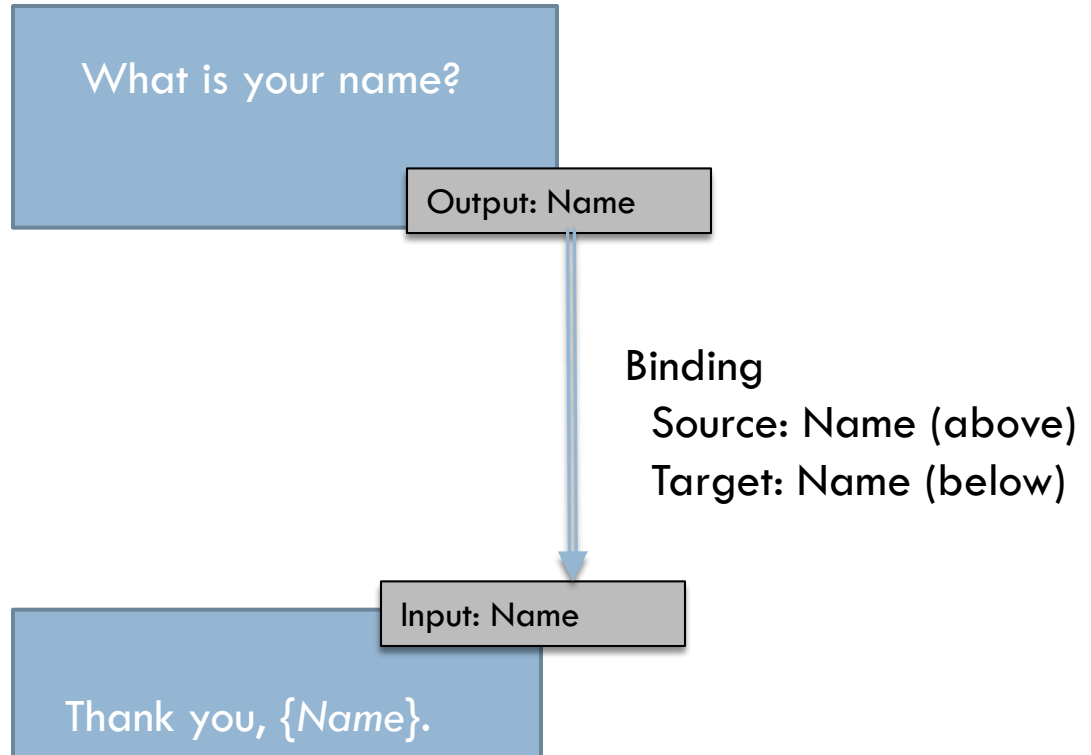 What is your name?
Output: Name
Binding
Source: Name (above)
Target: Name (below)
Input: Name
Thank you, {Name}.